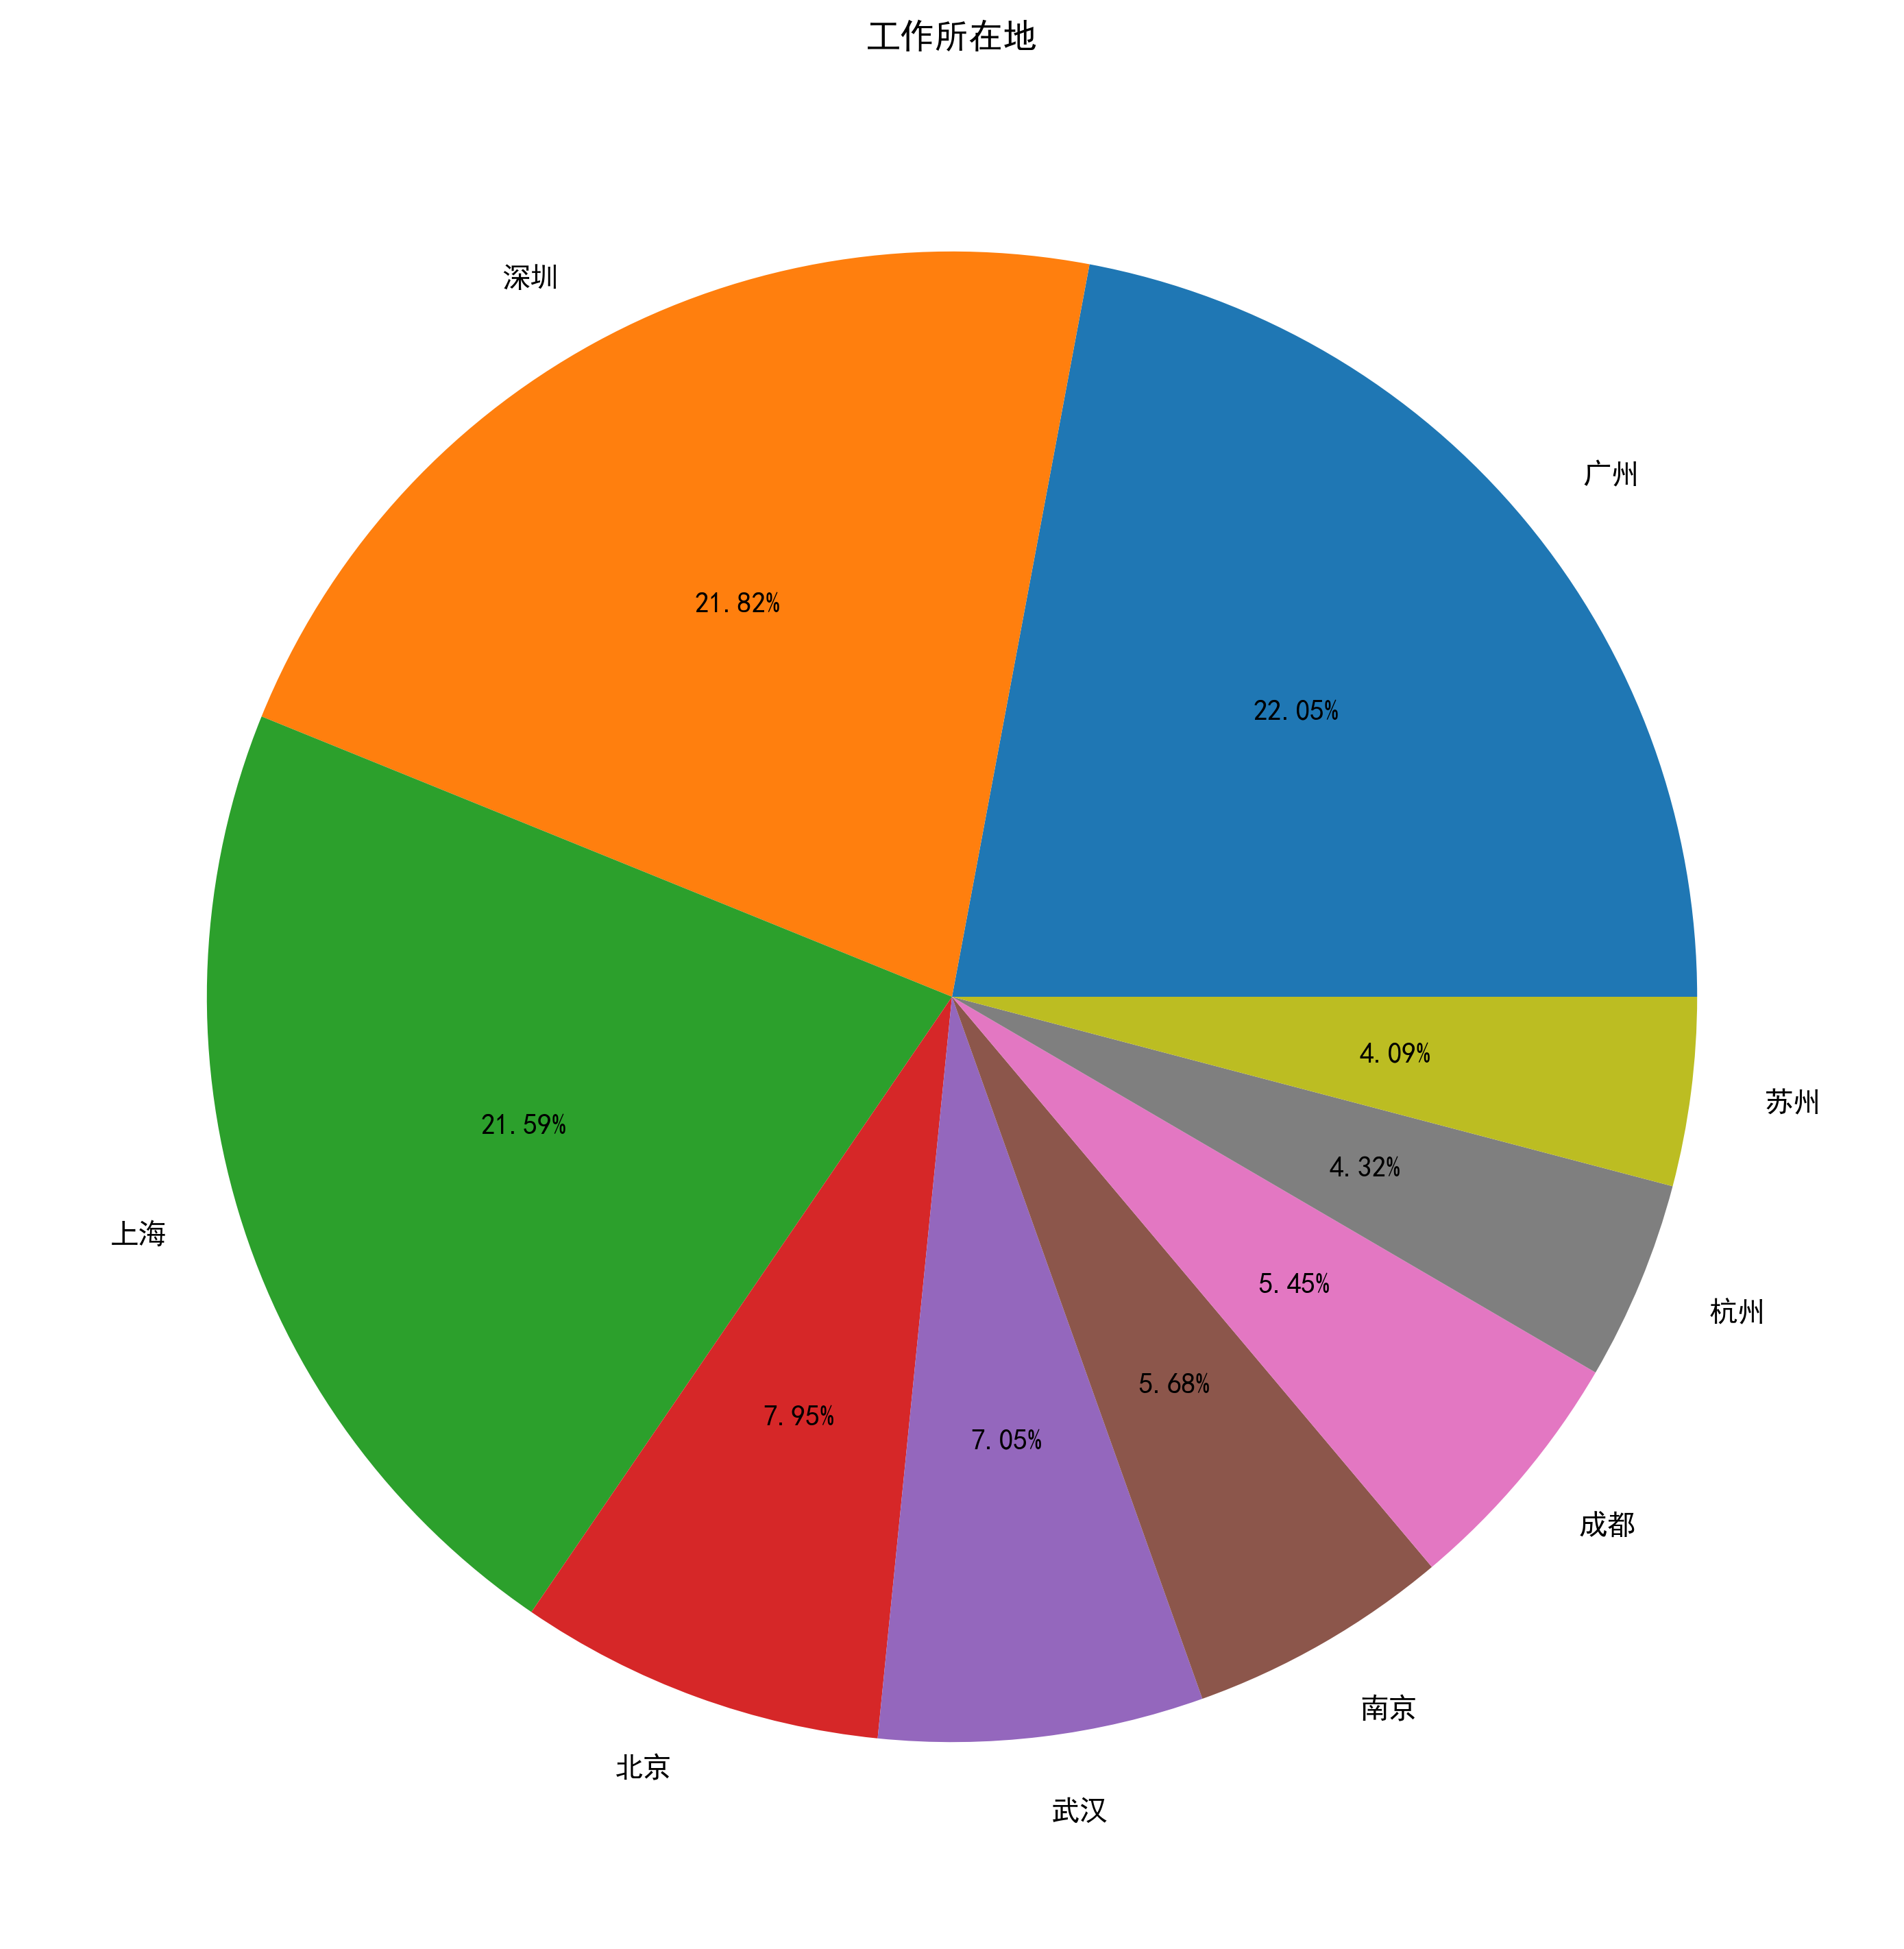 工作所在地
深圳
广州
21.82%
22.05%
4.09%
苏州
21.59%
4.32%
上海
5.45%
杭州
5.68%
7.95%
7.05%
成都
南京
北京
武汉